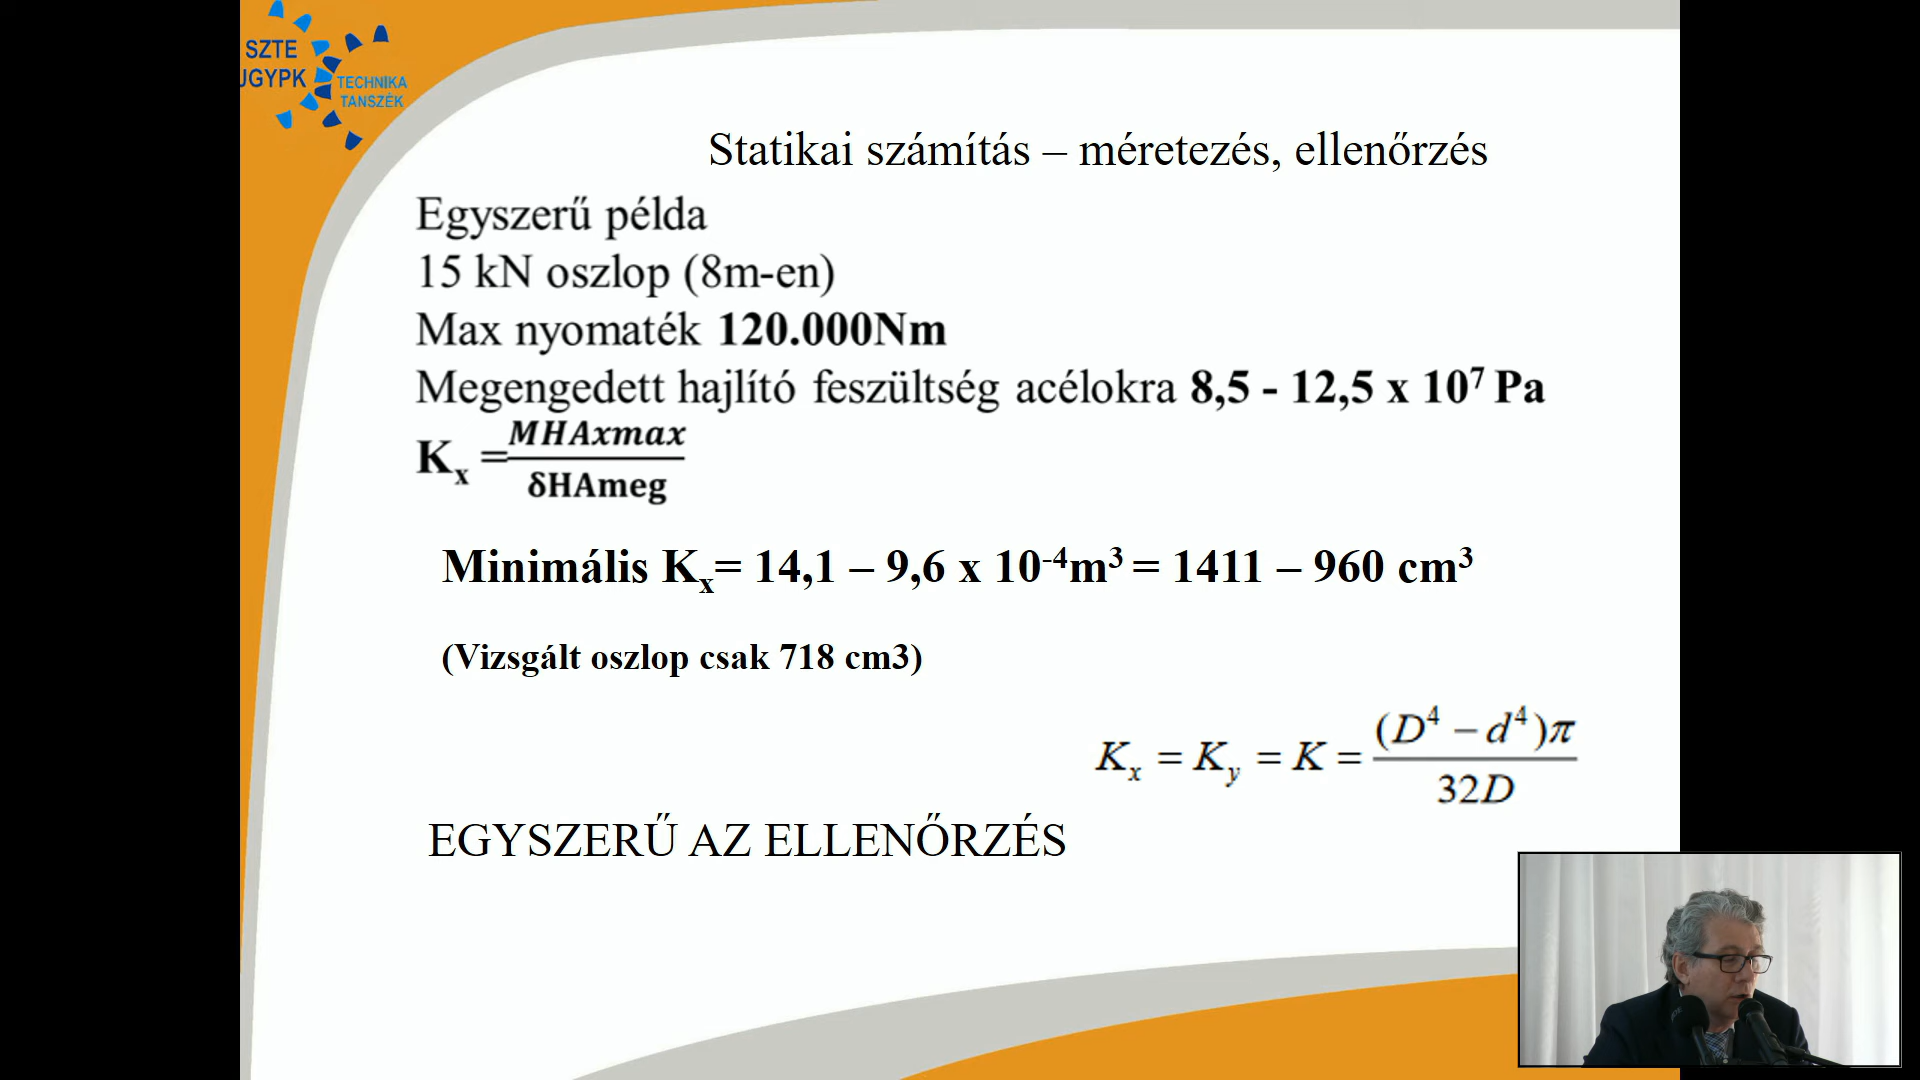 SZTE
JGYPK
TECHNIKA
TANSZÉK
Statikai számítás – méretezés, ellenőrzés
Egyszerű példa
15 kN oszlop (8m-en)
Max nyomaték 120.000Nm
Megengedett hajlító feszültség acélokra 8,5 - 12,5 x 10⁷ Pa
Kₓ = MHAxmax / δHAmeg
Minimális Kₓ= 14,1 – 9,6 x 10⁻⁴m³ = 1411 – 960 cm³
(Vizsgált oszlop csak 718 cm3)
Kₓ = K_y = K = (D⁴ – d⁴)π / 32D
EGYSZERŰ AZ ELLENŐRZÉS